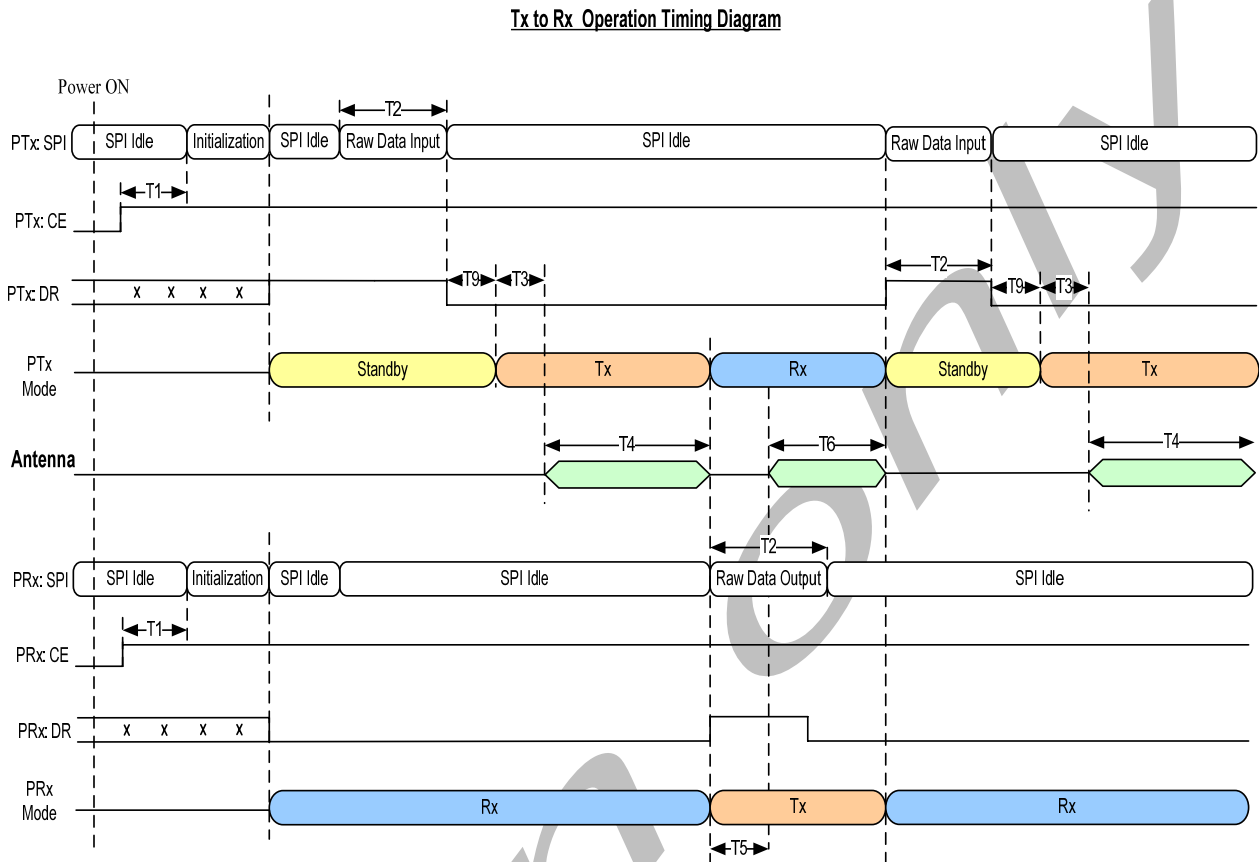 Tx to Rx Operation Timing Diagram
Power ON
T2
PTx: SPI SPI Idle Initialization SPI Idle Raw Data Input SPI Idle Raw Data Input SPI Idle
T1
PTx: CE
T9 T3 T2 T9 T3
PTx: DR x x x x
PTx Mode Standby Tx Rx Standby Tx
T4 T6 T4
Antenna
T2
PRx: SPI SPI Idle Initialization SPI Idle SPI Idle Raw Data Output SPI Idle
T1
PRx: CE
PRx: DR x x x x
PRx Mode Rx Tx Rx
T5
only